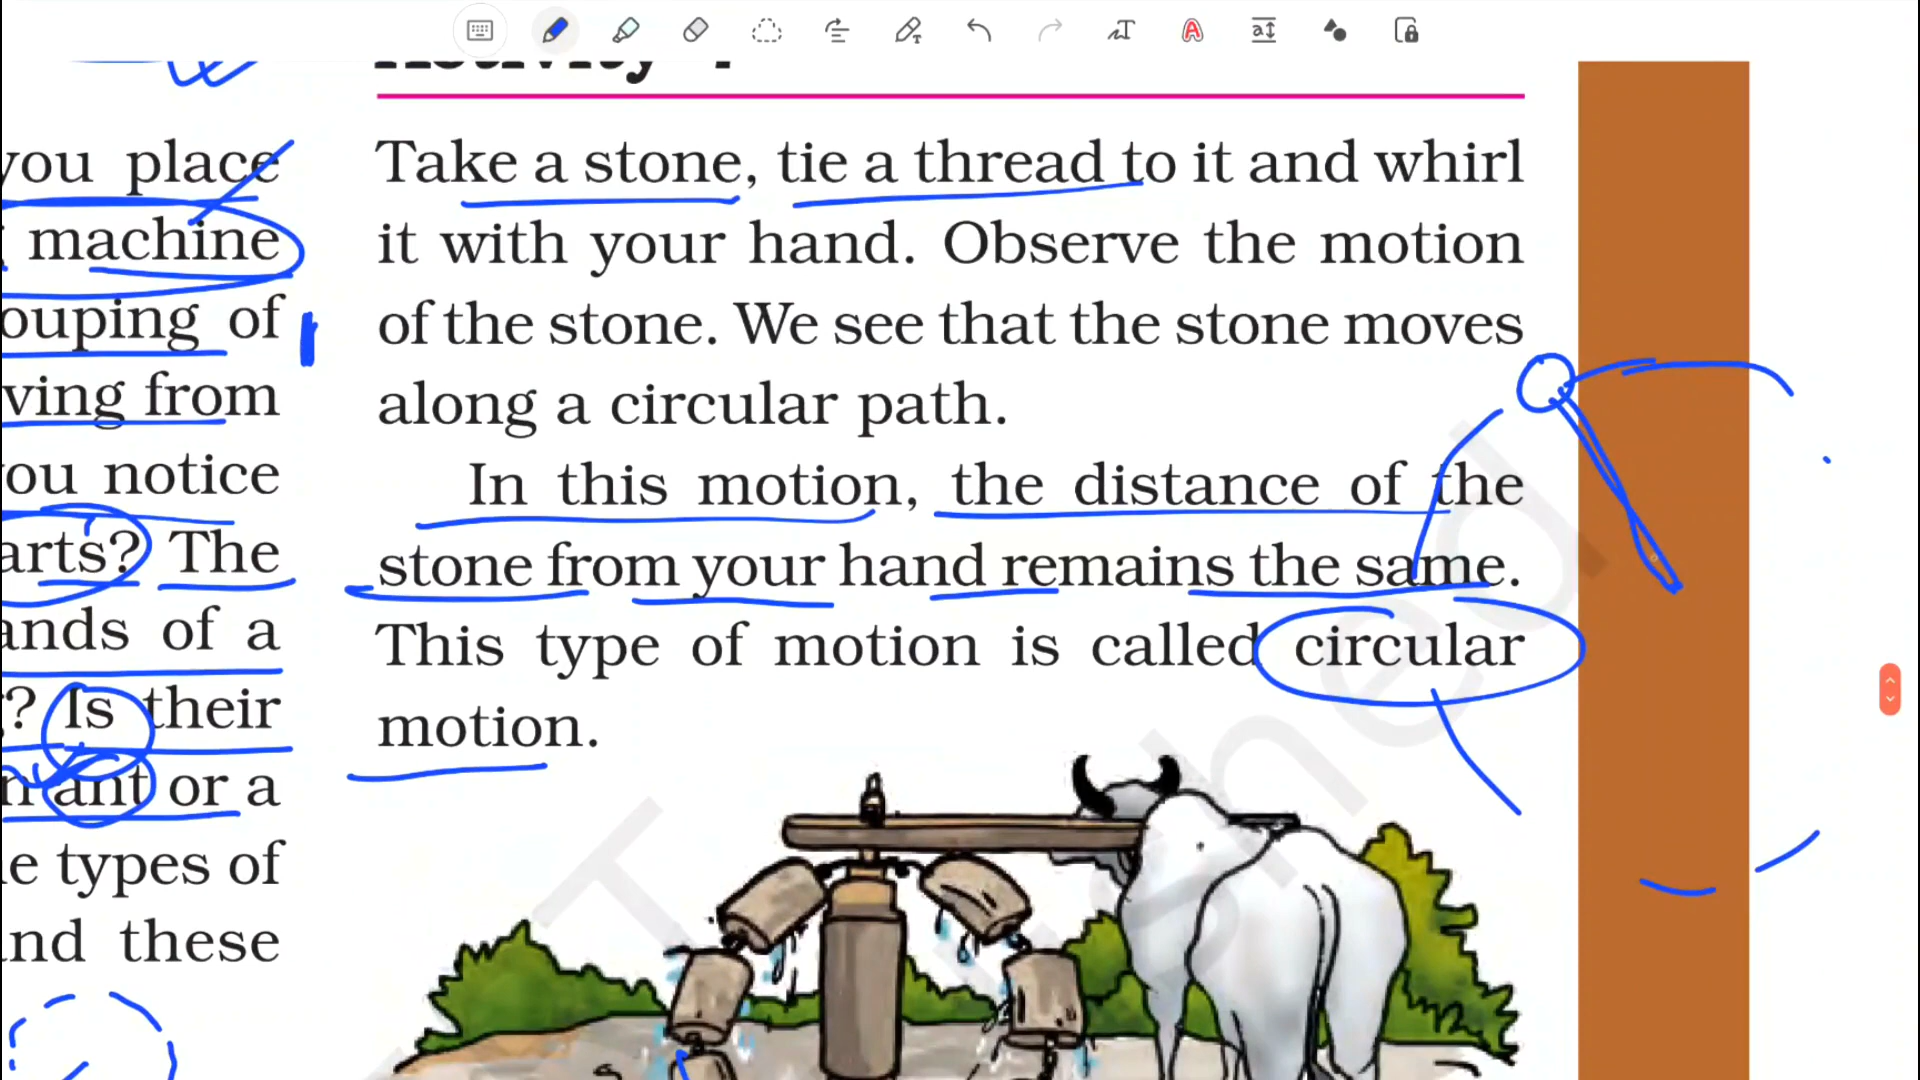 Activity
you place
machine
ouping of
ving from
you notice
arts? The
ands of a
? Is their
ant or a
e types of
nd these
Take a stone, tie a thread to it and whirl
it with your hand. Observe the motion
of the stone. We see that the stone moves
along a circular path.
In this motion, the distance of the
stone from your hand remains the same.
This type of motion is called circular
motion.